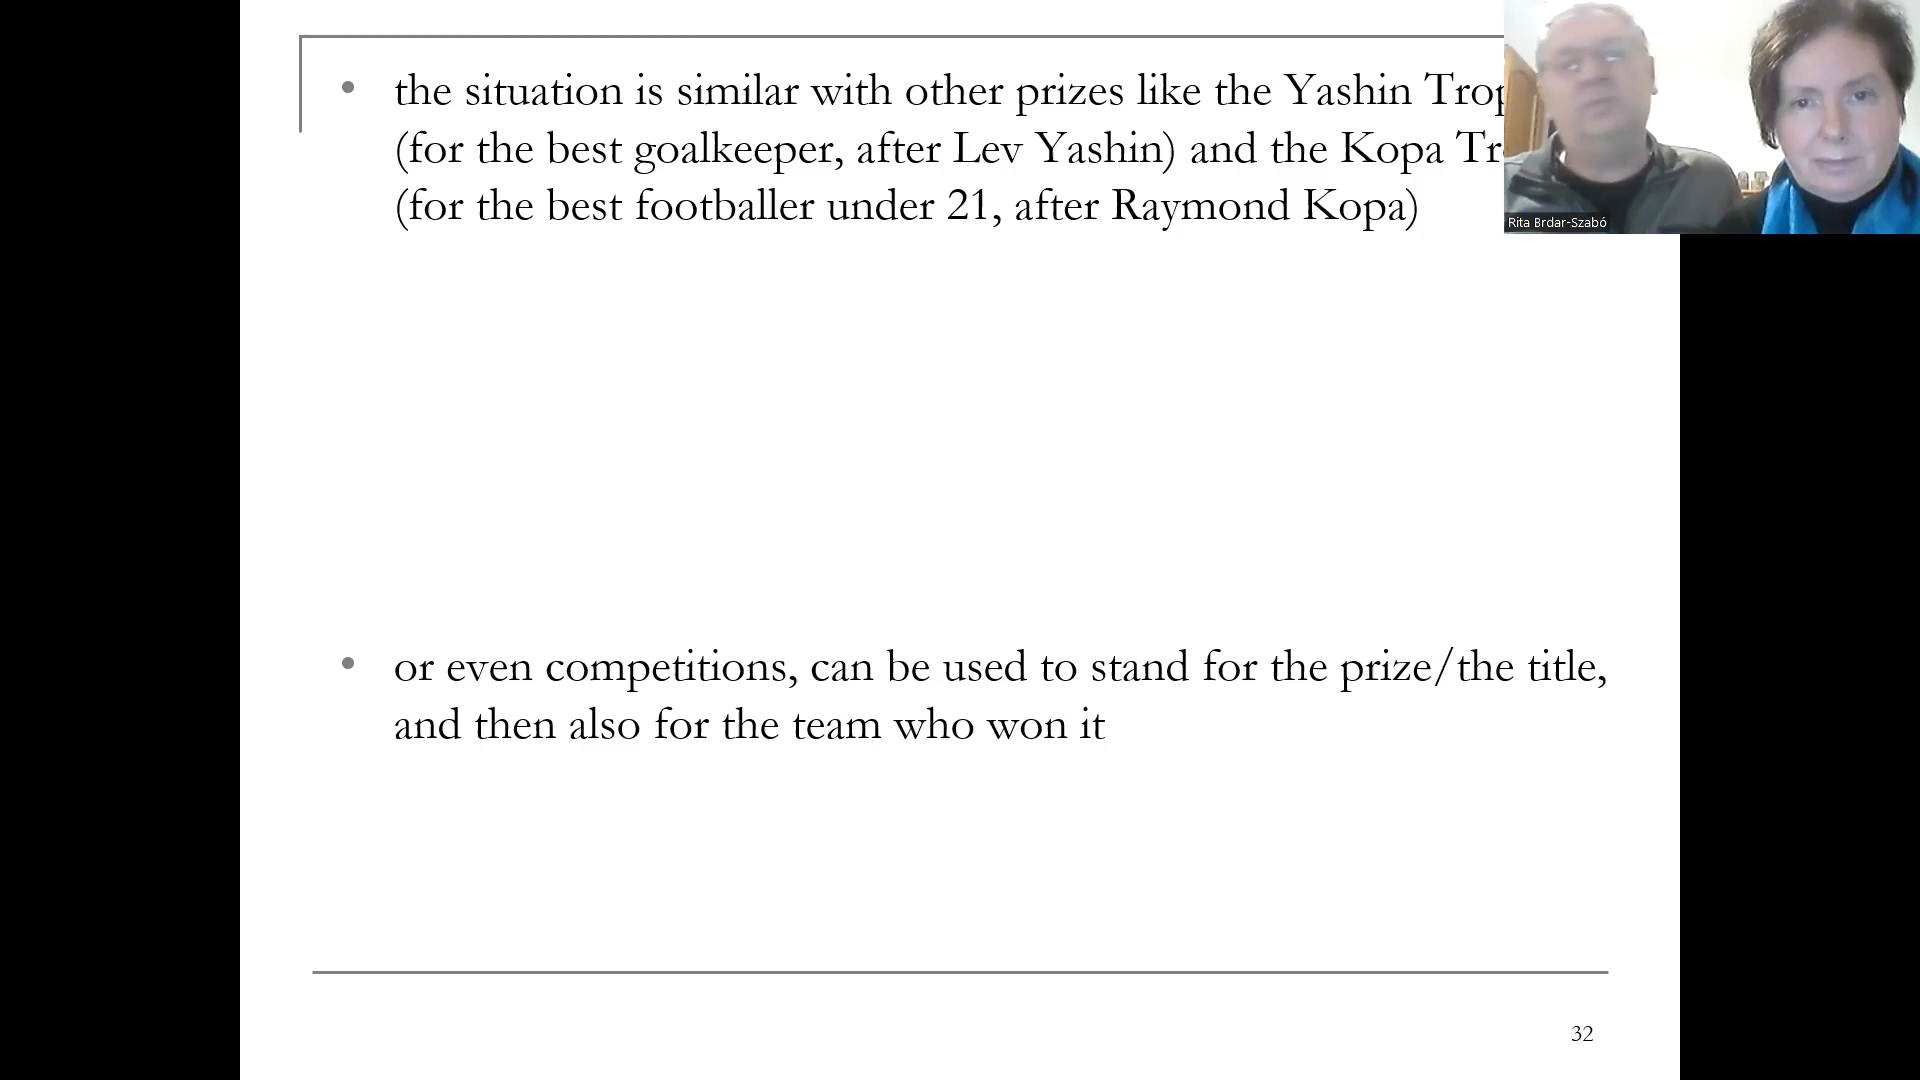 the situation is similar with other prizes like the Yashin
(for the best goalkeeper, after Lev Yashin) and the Kopa
(for the best footballer under 21, after Raymond Kopa)
Rita Brdar-Szabó
or even competitions, can be used to stand for the prize/the title,
and then also for the team who won it
32